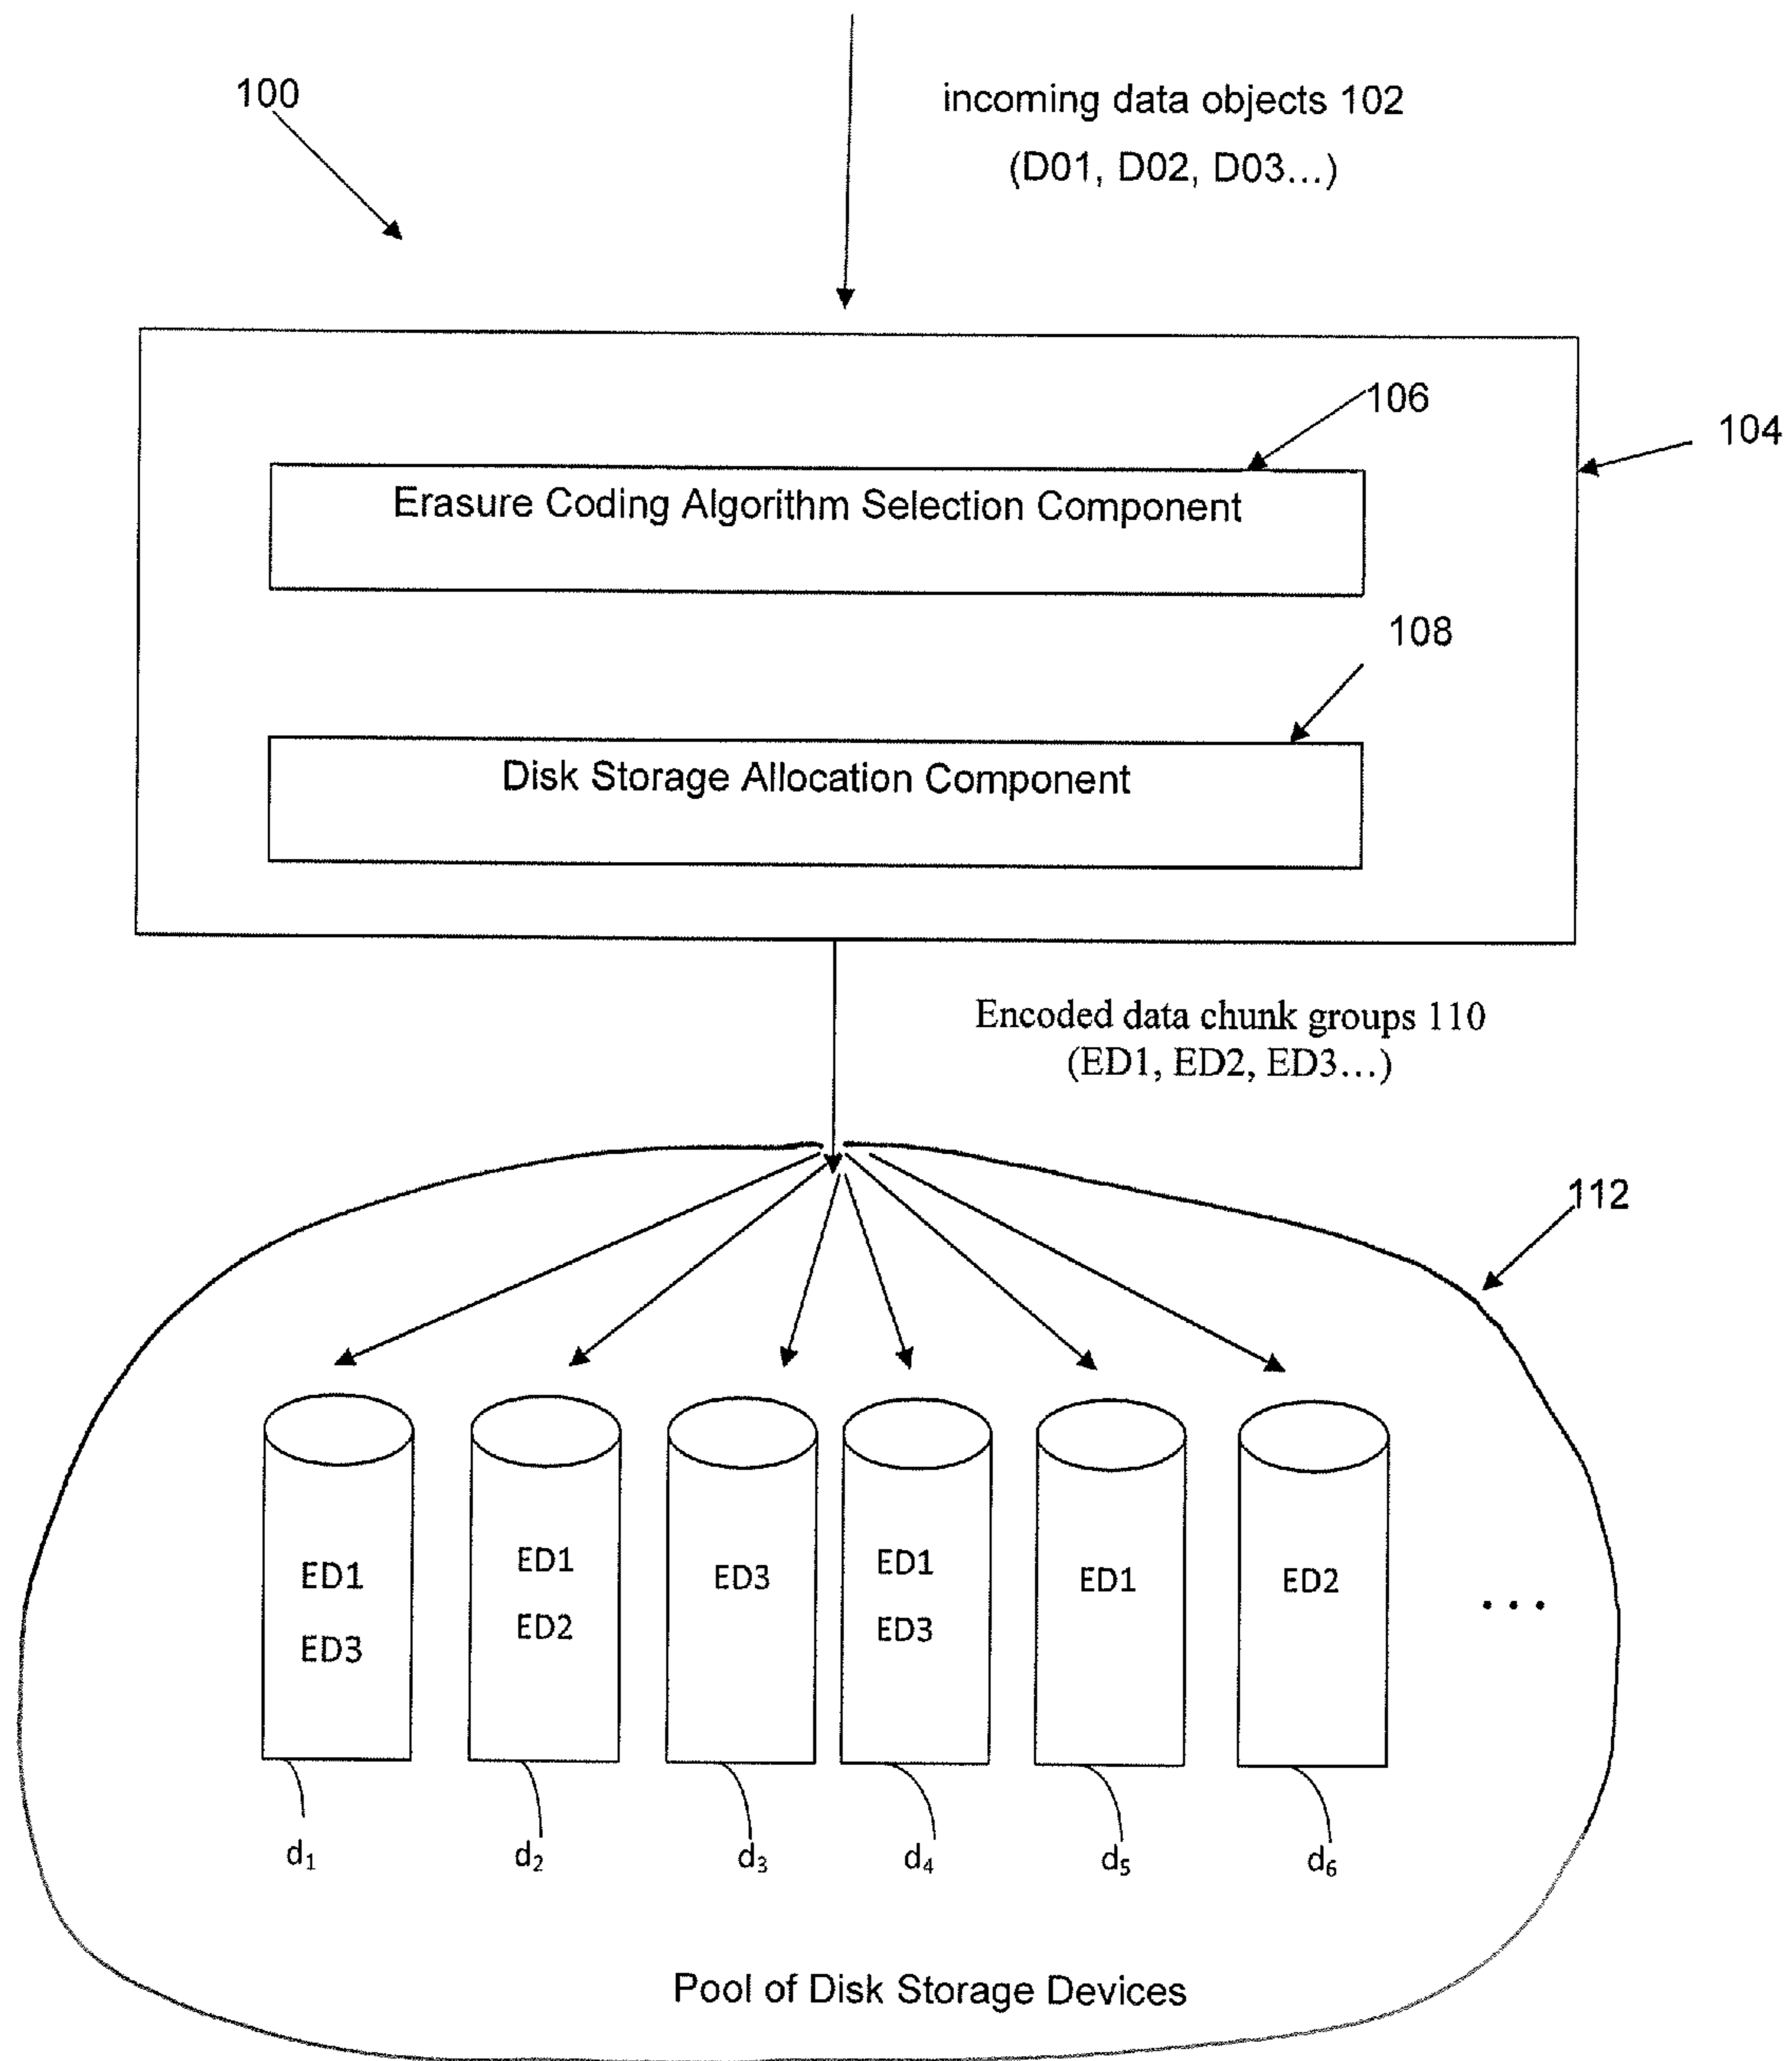 100
incoming data objects 102
(D01, D02, D03...)
106
104
Erasure Coding Algorithm Selection Component
108
Disk Storage Allocation Component
Encoded data chunk groups 110
(ED1, ED2, ED3...)
112
ED1
ED3
ED1
ED2
ED3
ED1
ED3
ED1
ED2
...
d₁
d₂
d₃
d₄
d₅
d₆
Pool of Disk Storage Devices